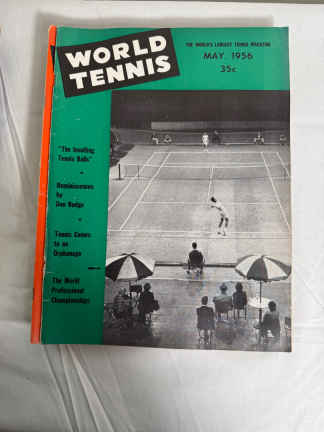 WORLD
TENNIS
THE WORLD'S LARGEST TENNIS MAGAZINE
MAY, 1956
35c
"The Insulting
Tennis Balls"
Reminiscences
by
Don Budge
Tennis Comes
to an
Orphanage
The World
Professional
Championships